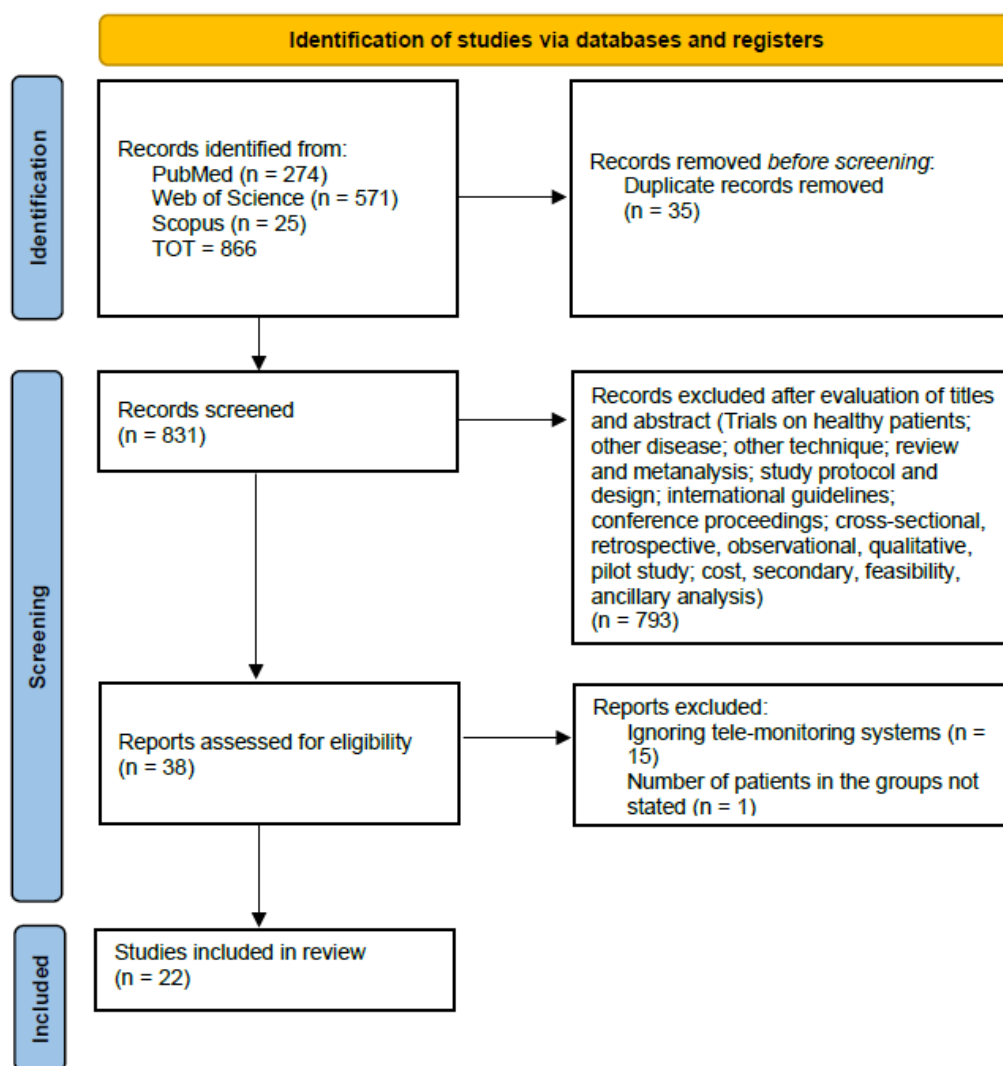 Identification of studies via databases and registers
Identification
Records identified from:
PubMed (n = 274)
Web of Science (n = 571)
Scopus (n = 25)
TOT = 866
Records removed before screening:
Duplicate records removed
(n = 35)
Screening
Records screened
(n = 831)
Records excluded after evaluation of titles
and abstract (Trials on healthy patients;
other disease; other technique; review
and metanalysis; study protocol and
design; international guidelines;
conference proceedings; cross-sectional,
retrospective, observational, qualitative,
pilot study; cost, secondary, feasibility,
ancillary analysis)
(n = 793)
Reports assessed for eligibility
(n = 38)
Reports excluded:
Ignoring tele-monitoring systems (n =
15)
Number of patients in the groups not
stated (n = 1)
Included
Studies included in review
(n = 22)